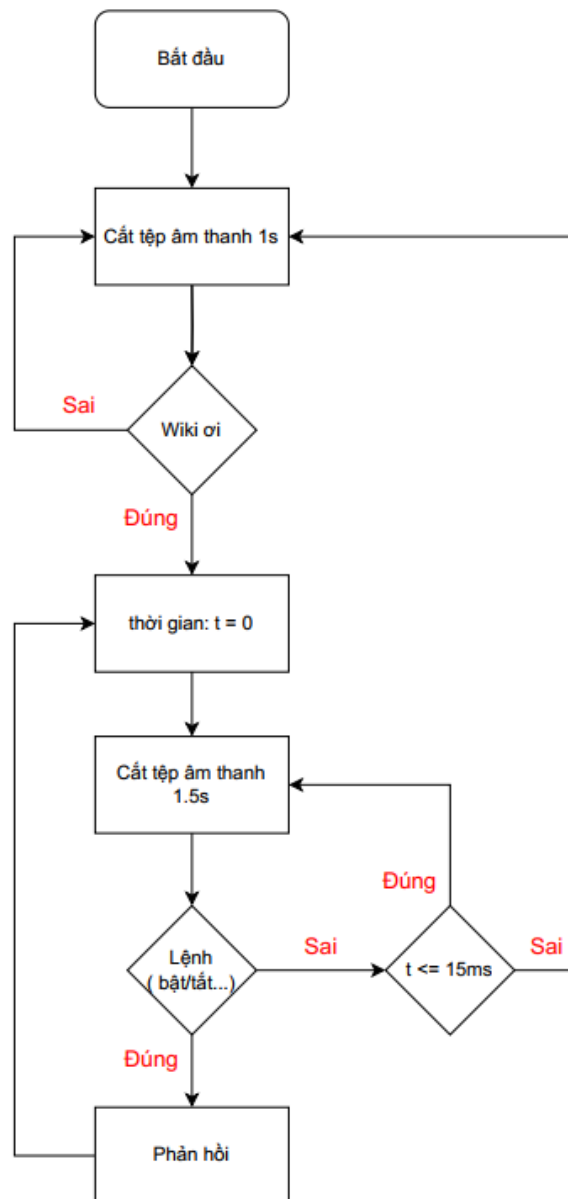 Bắt đầu
Cắt tệp âm thanh 1s
Sai
Wiki ơi
Đúng
thời gian: t = 0
Cắt tệp âm thanh
1.5s
Đúng
Lệnh
( bật/tắt...)
Sai
t <= 15ms
Sai
Đúng
Phản hồi